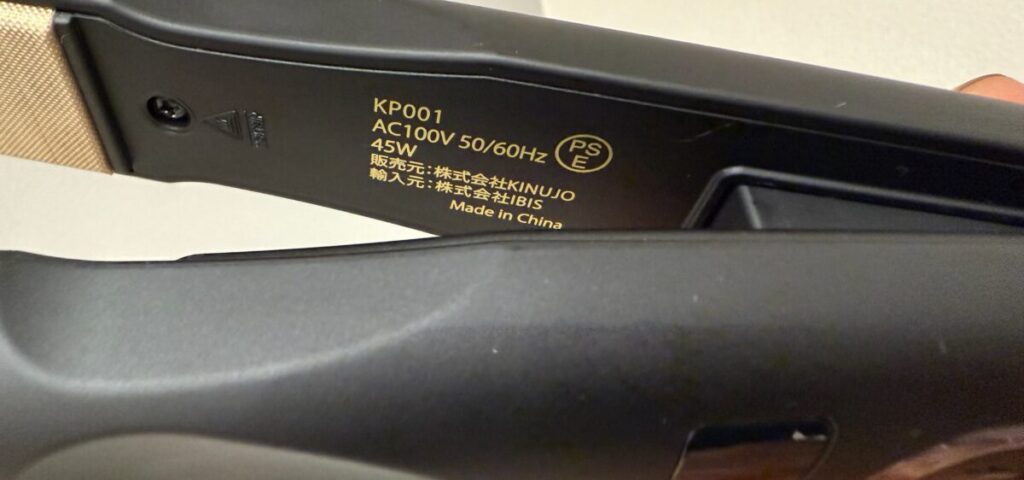 KP001
AC100V 50/60Hz
PS
E
45W
販売元：株式会社KINUJO
輸入元：株式会社IBIS
Made in China